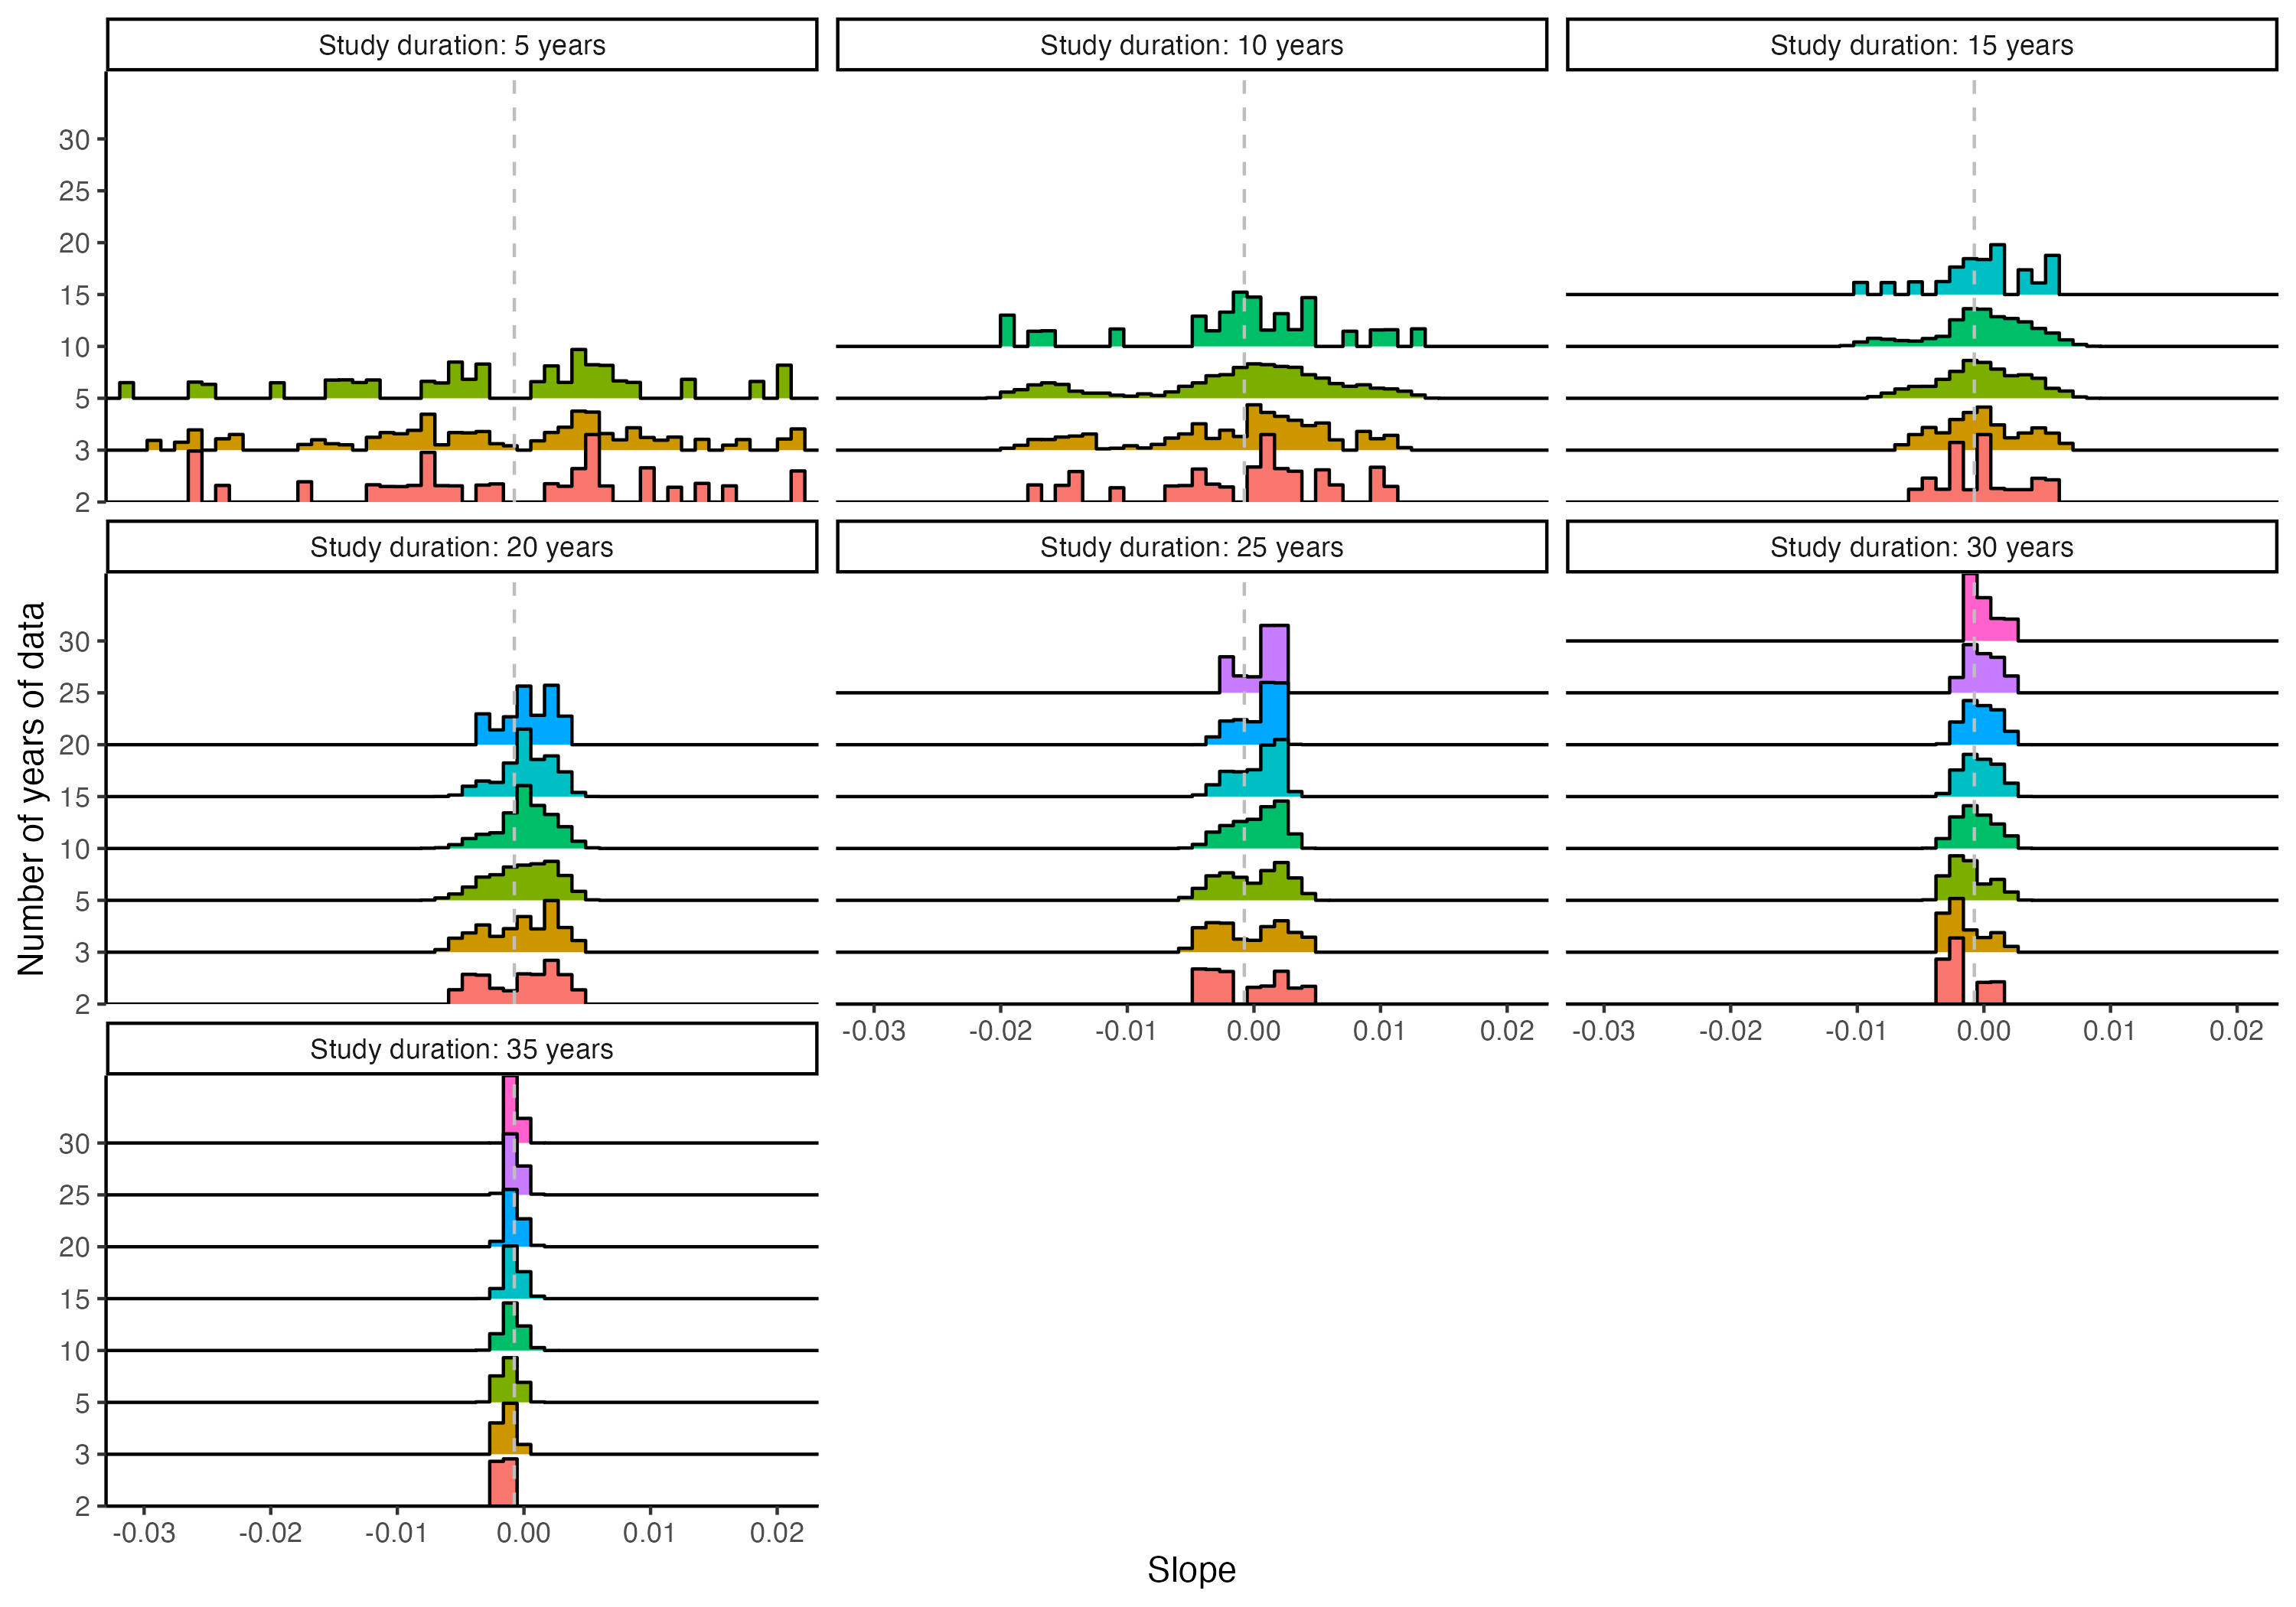 Study duration: 5 years
Study duration: 10 years
Study duration: 15 years
30
25
20
15
10
5
3
2
Study duration: 20 years
Study duration: 25 years
Study duration: 30 years
Number of years of data
30
25
20
15
10
5
3
2
-0.03 -0.02 -0.01 0.00 0.01 0.02
-0.03 -0.02 -0.01 0.00 0.01 0.02
Study duration: 35 years
30
25
20
15
10
5
3
2
-0.03 -0.02 -0.01 0.00 0.01 0.02
Slope